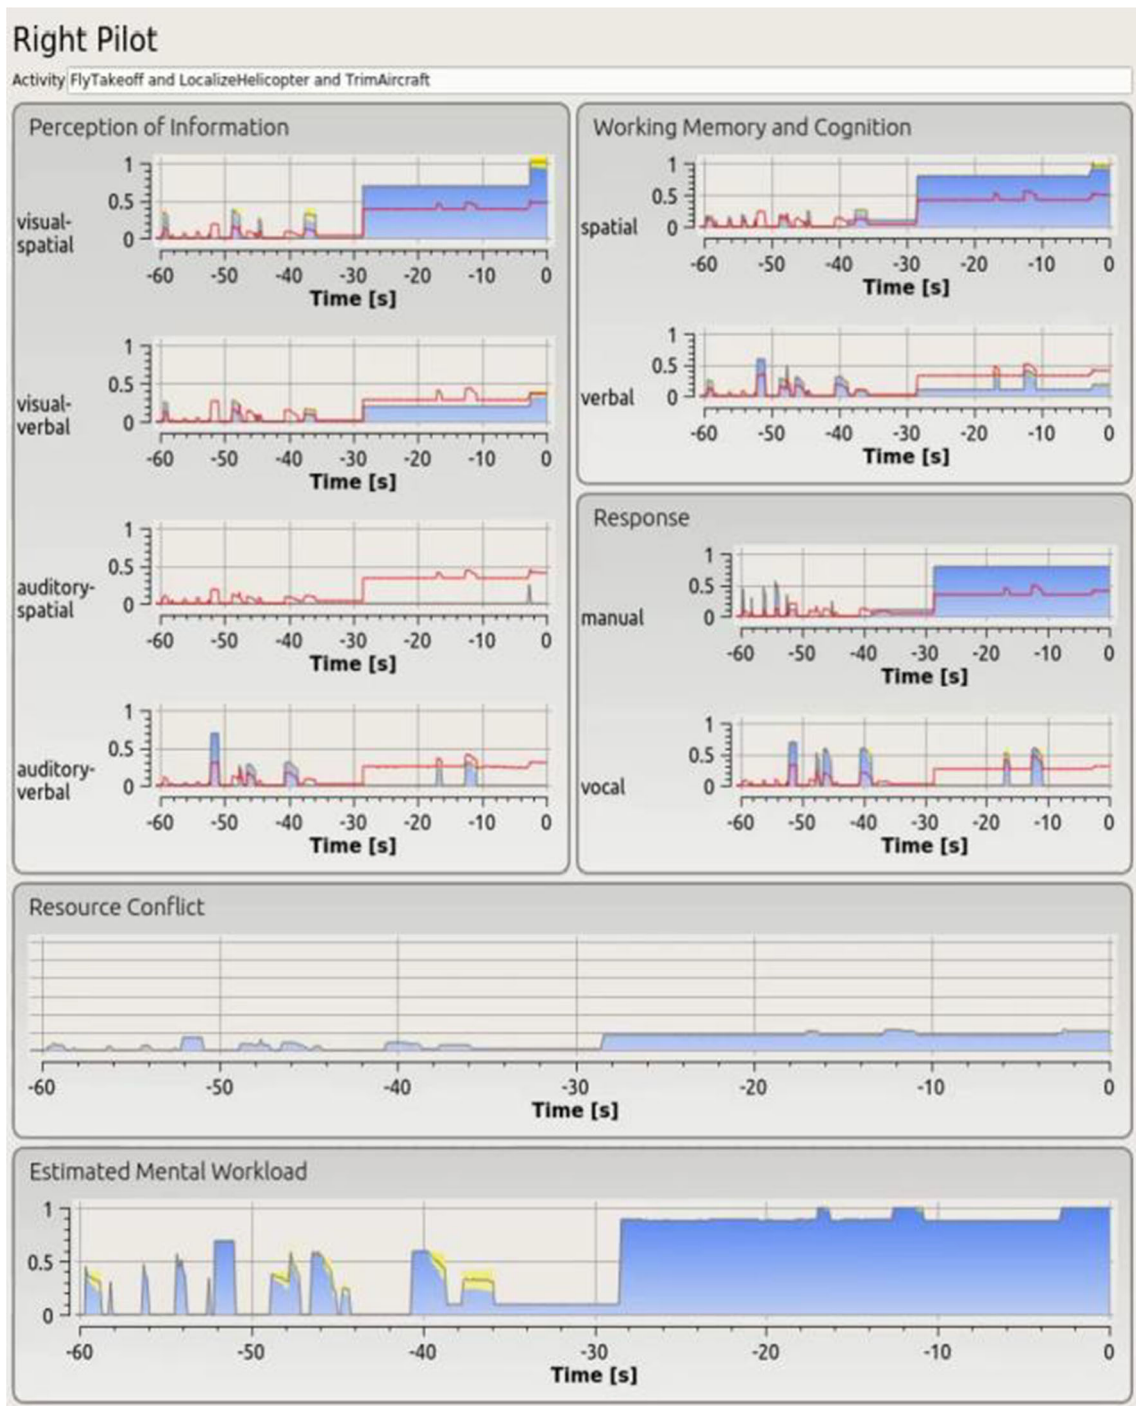 Right Pilot
Activity FlyTakeoff and LocalizeHelicopter and TrimAircraft
Perception of Information
visual-
spatial
1
0.5
0
-60 -50 -40 -30 -20 -10 0
Time [s]
visual-
verbal
1
0.5
0
-60 -50 -40 -30 -20 -10 0
Time [s]
auditory-
spatial
1
0.5
0
-60 -50 -40 -30 -20 -10 0
Time [s]
auditory-
verbal
1
0.5
0
-60 -50 -40 -30 -20 -10 0
Time [s]
Working Memory and Cognition
spatial
1
0.5
0
-60 -50 -40 -30 -20 -10 0
Time [s]
verbal
1
0.5
0
-60 -50 -40 -30 -20 -10 0
Time [s]
Response
manual
1
0.5
0
-60 -50 -40 -30 -20 -10 0
Time [s]
vocal
1
0.5
0
-60 -50 -40 -30 -20 -10 0
Time [s]
Resource Conflict
-60 -50 -40 -30 -20 -10 0
Time [s]
Estimated Mental Workload
1
0.5
0
-60 -50 -40 -30 -20 -10 0
Time [s]